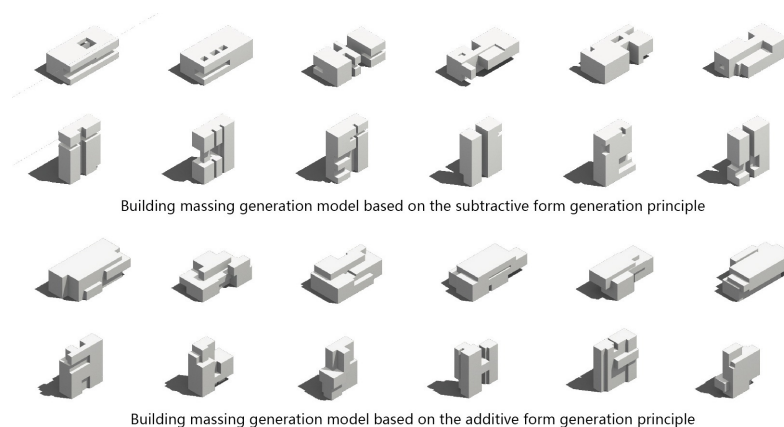 Building massing generation model based on the subtractive form generation principle
Building massing generation model based on the additive form generation principle